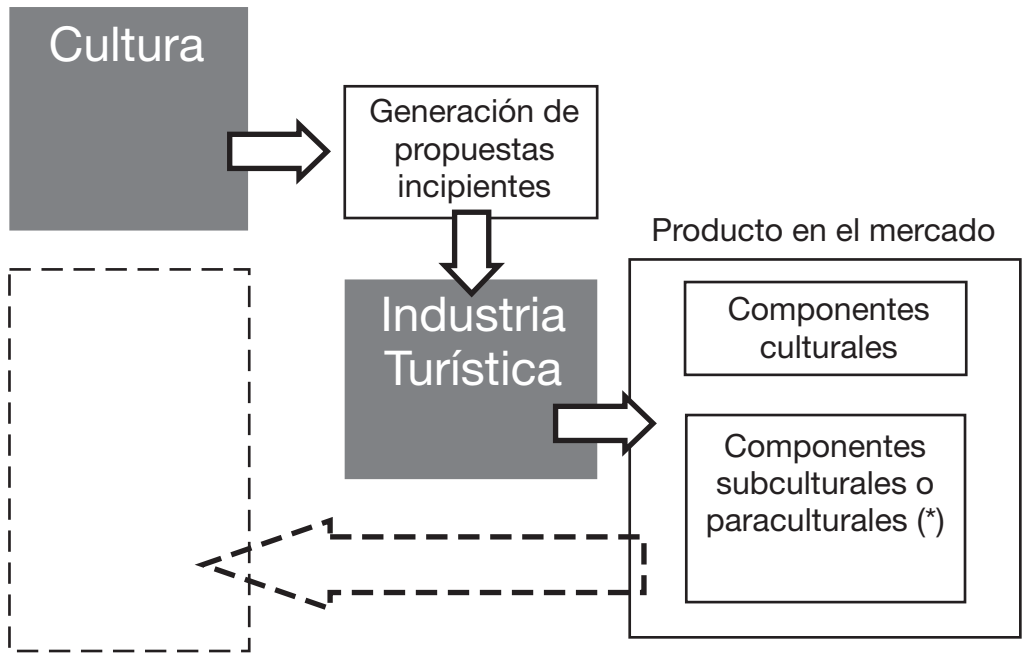 Cultura
Generación de
propuestas
incipientes
Industria
Turística
Producto en el mercado
Componentes
culturales
Componentes
subculturales o
paraculturales (*)